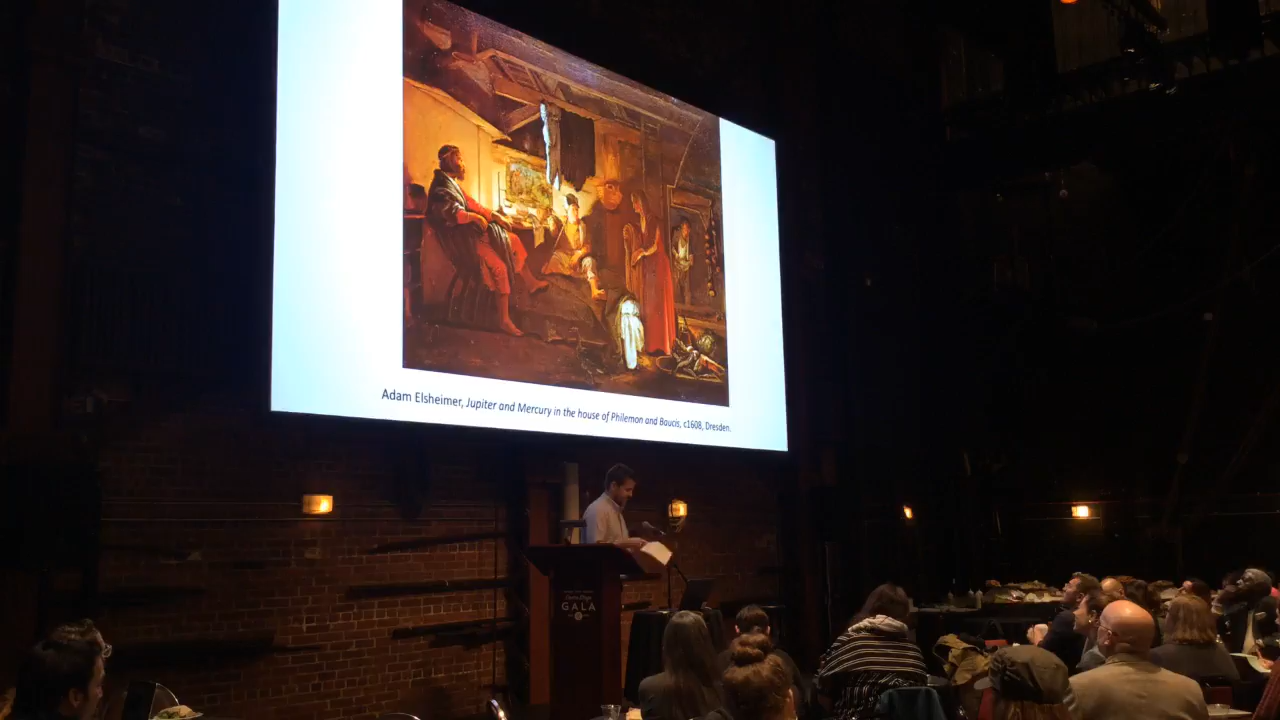 Adam Elsheimer, Jupiter and Mercury in the house of Philemon and Baucis, c1608, Dresden.
GALA